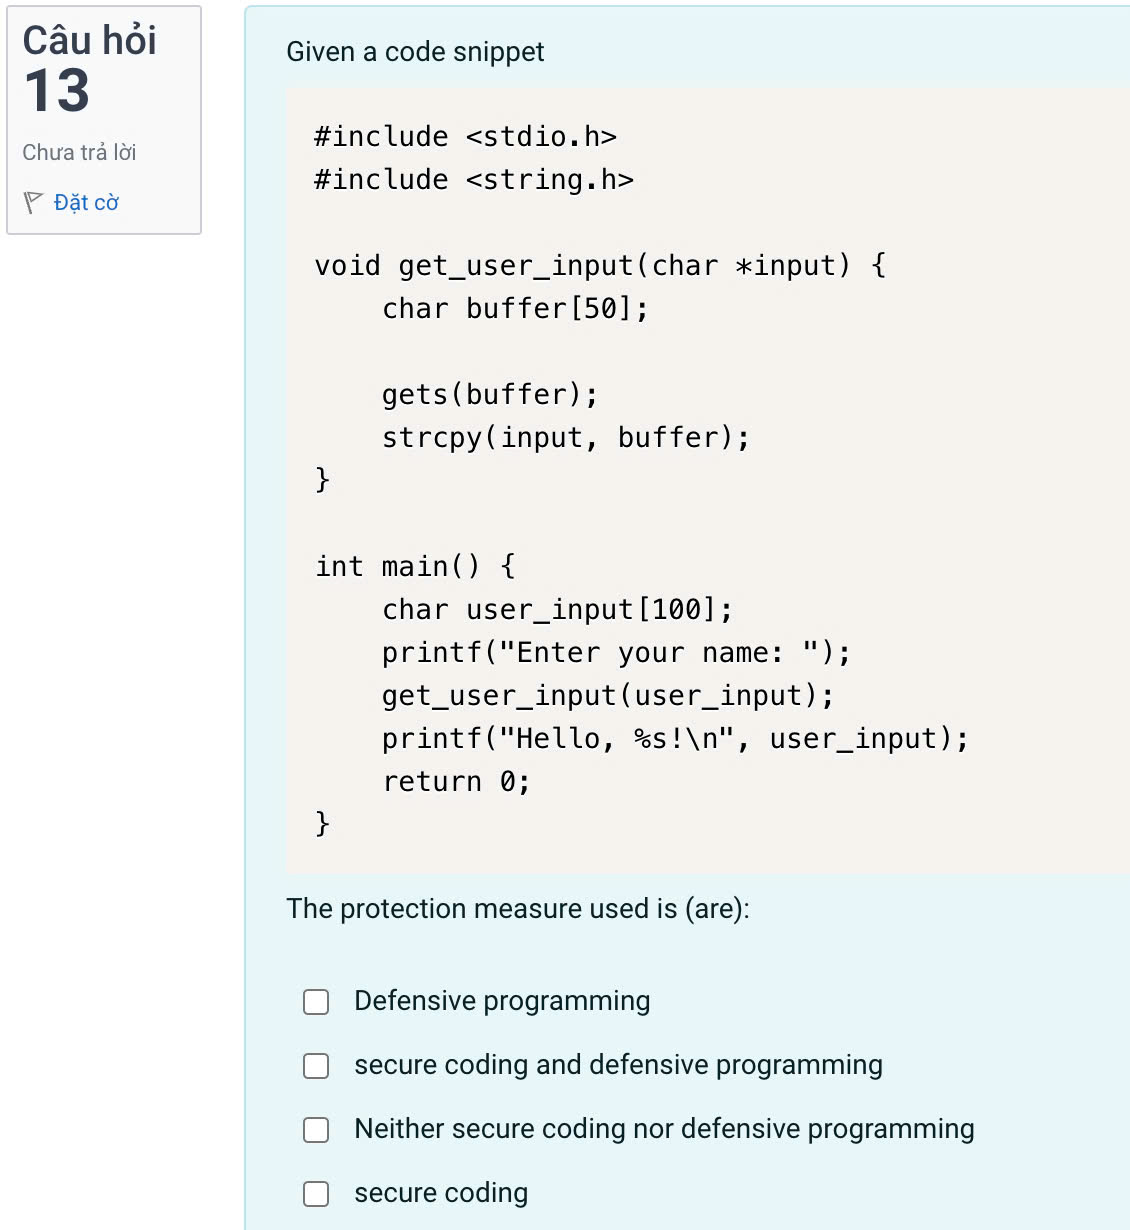 Câu hỏi
13
Chưa trả lời
Đặt cờ
Given a code snippet
#include <stdio.h>
#include <string.h>
void get_user_input(char *input) {
    char buffer[50];
    gets(buffer);
    strcpy(input, buffer);
}
int main() {
    char user_input[100];
    printf("Enter your name: ");
    get_user_input(user_input);
    printf("Hello, %s!\n", user_input);
    return 0;
}
The protection measure used is (are):
Defensive programming
secure coding and defensive programming
Neither secure coding nor defensive programming
secure coding